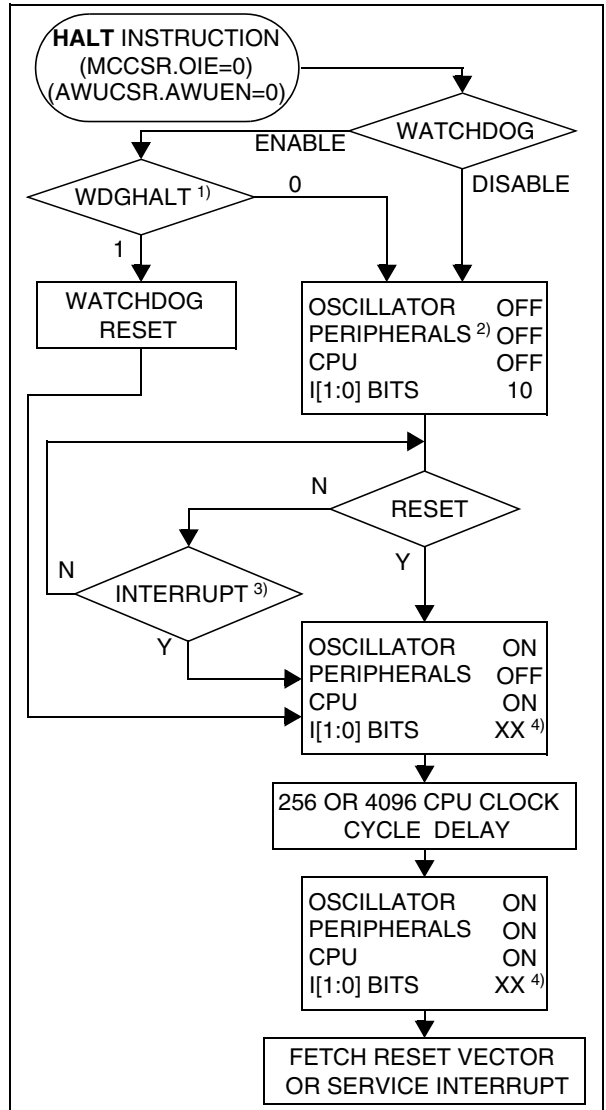 HALT INSTRUCTION
(MCCSR.OIE=0)
(AWUCSR.AWUEN=0)
WATCHDOG
ENABLE
DISABLE
WDGHALT 1)
0
1
WATCHDOG
RESET
OSCILLATOR OFF
PERIPHERALS 2) OFF
CPU OFF
I[1:0] BITS 10
N
RESET
Y
N
INTERRUPT 3)
Y
OSCILLATOR ON
PERIPHERALS OFF
CPU ON
I[1:0] BITS XX 4)
256 OR 4096 CPU CLOCK
CYCLE DELAY
OSCILLATOR ON
PERIPHERALS ON
CPU ON
I[1:0] BITS XX 4)
FETCH RESET VECTOR
OR SERVICE INTERRUPT